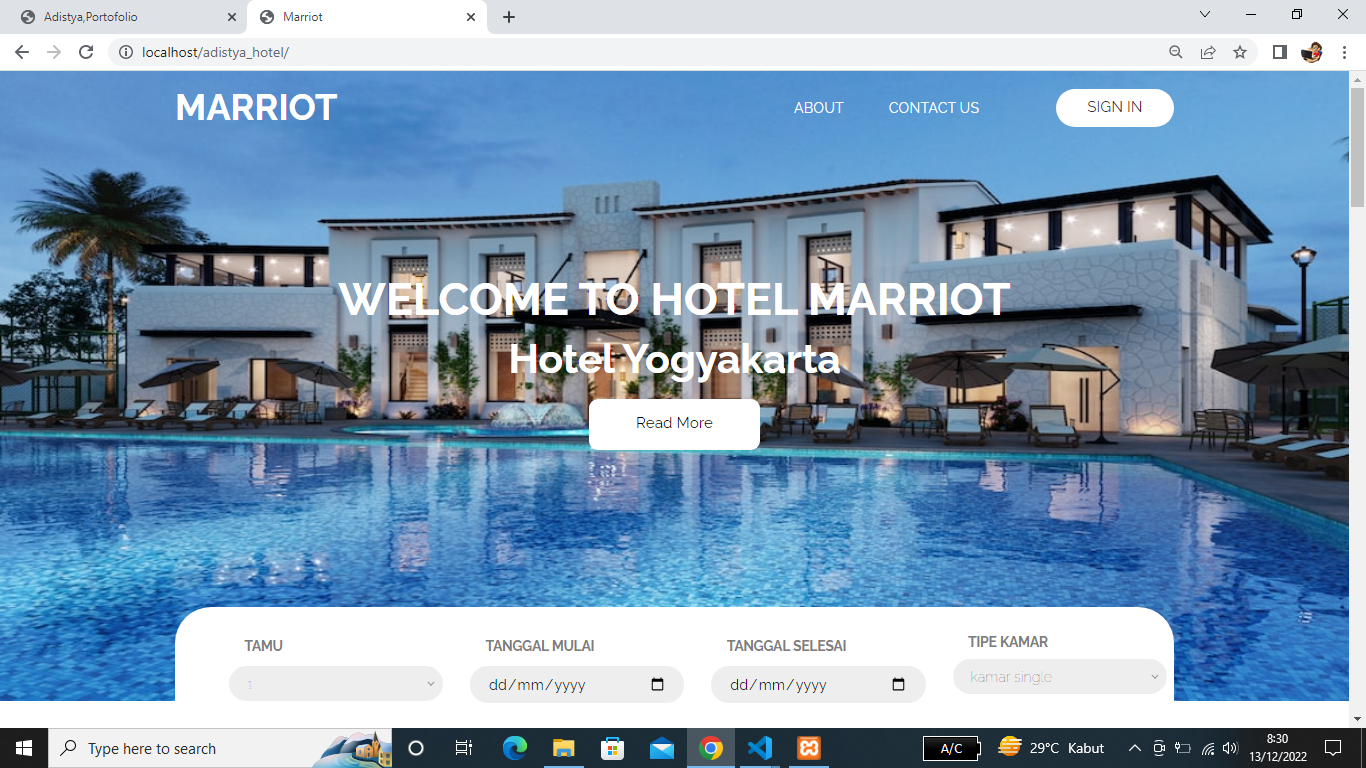 Adistya,Portofolio
Marriot
localhost/adistya_hotel/
MARRIOT
ABOUT
CONTACT US
SIGN IN
WELCOME TO HOTEL MARRIOT
Hotel Yogyakarta
Read More
TAMU
TANGGAL MULAI
TANGGAL SELESAI
TIPE KAMAR
1
dd/mm/yyyy
dd/mm/yyyy
kamar single
Type here to search
A/C
29°C Kabut
8:30
13/12/2022